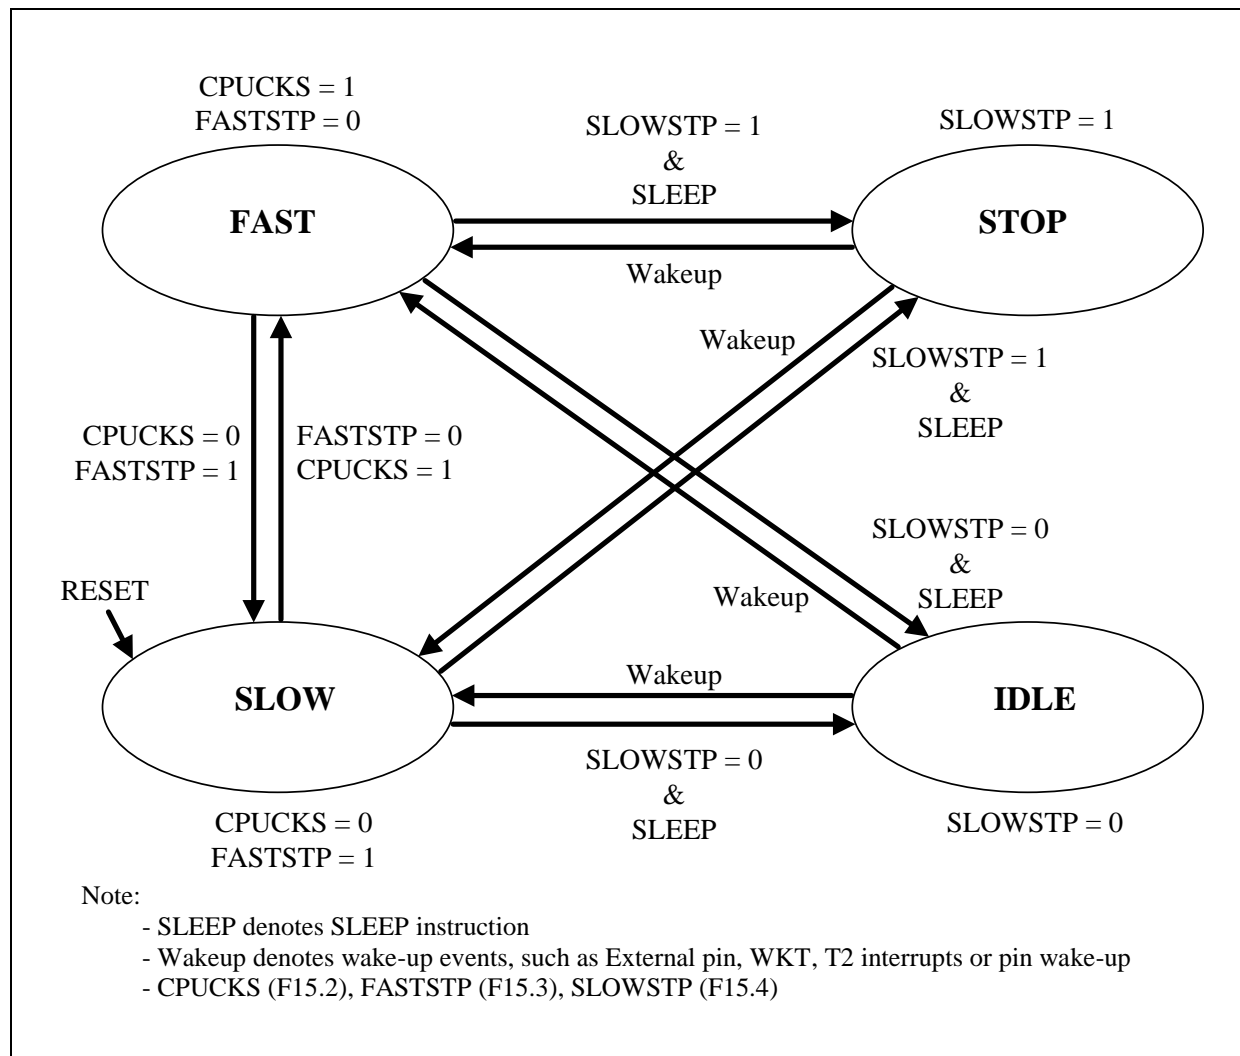 CPUCKS = 1
FASTSTP = 0
FAST
SLOWSTP = 1
&
SLEEP
Wakeup
SLOWSTP = 1
STOP
Wakeup
SLOWSTP = 1
&
SLEEP
CPUCKS = 0
FASTSTP = 1
FASTSTP = 0
CPUCKS = 1
SLOWSTP = 0
&
SLEEP
Wakeup
RESET
SLOW
Wakeup
IDLE
SLOWSTP = 0
&
SLEEP
CPUCKS = 0
FASTSTP = 1
SLOWSTP = 0
Note:
- SLEEP denotes SLEEP instruction
- Wakeup denotes wake-up events, such as External pin, WKT, T2 interrupts or pin wake-up
- CPUCKS (F15.2), FASTSTP (F15.3), SLOWSTP (F15.4)